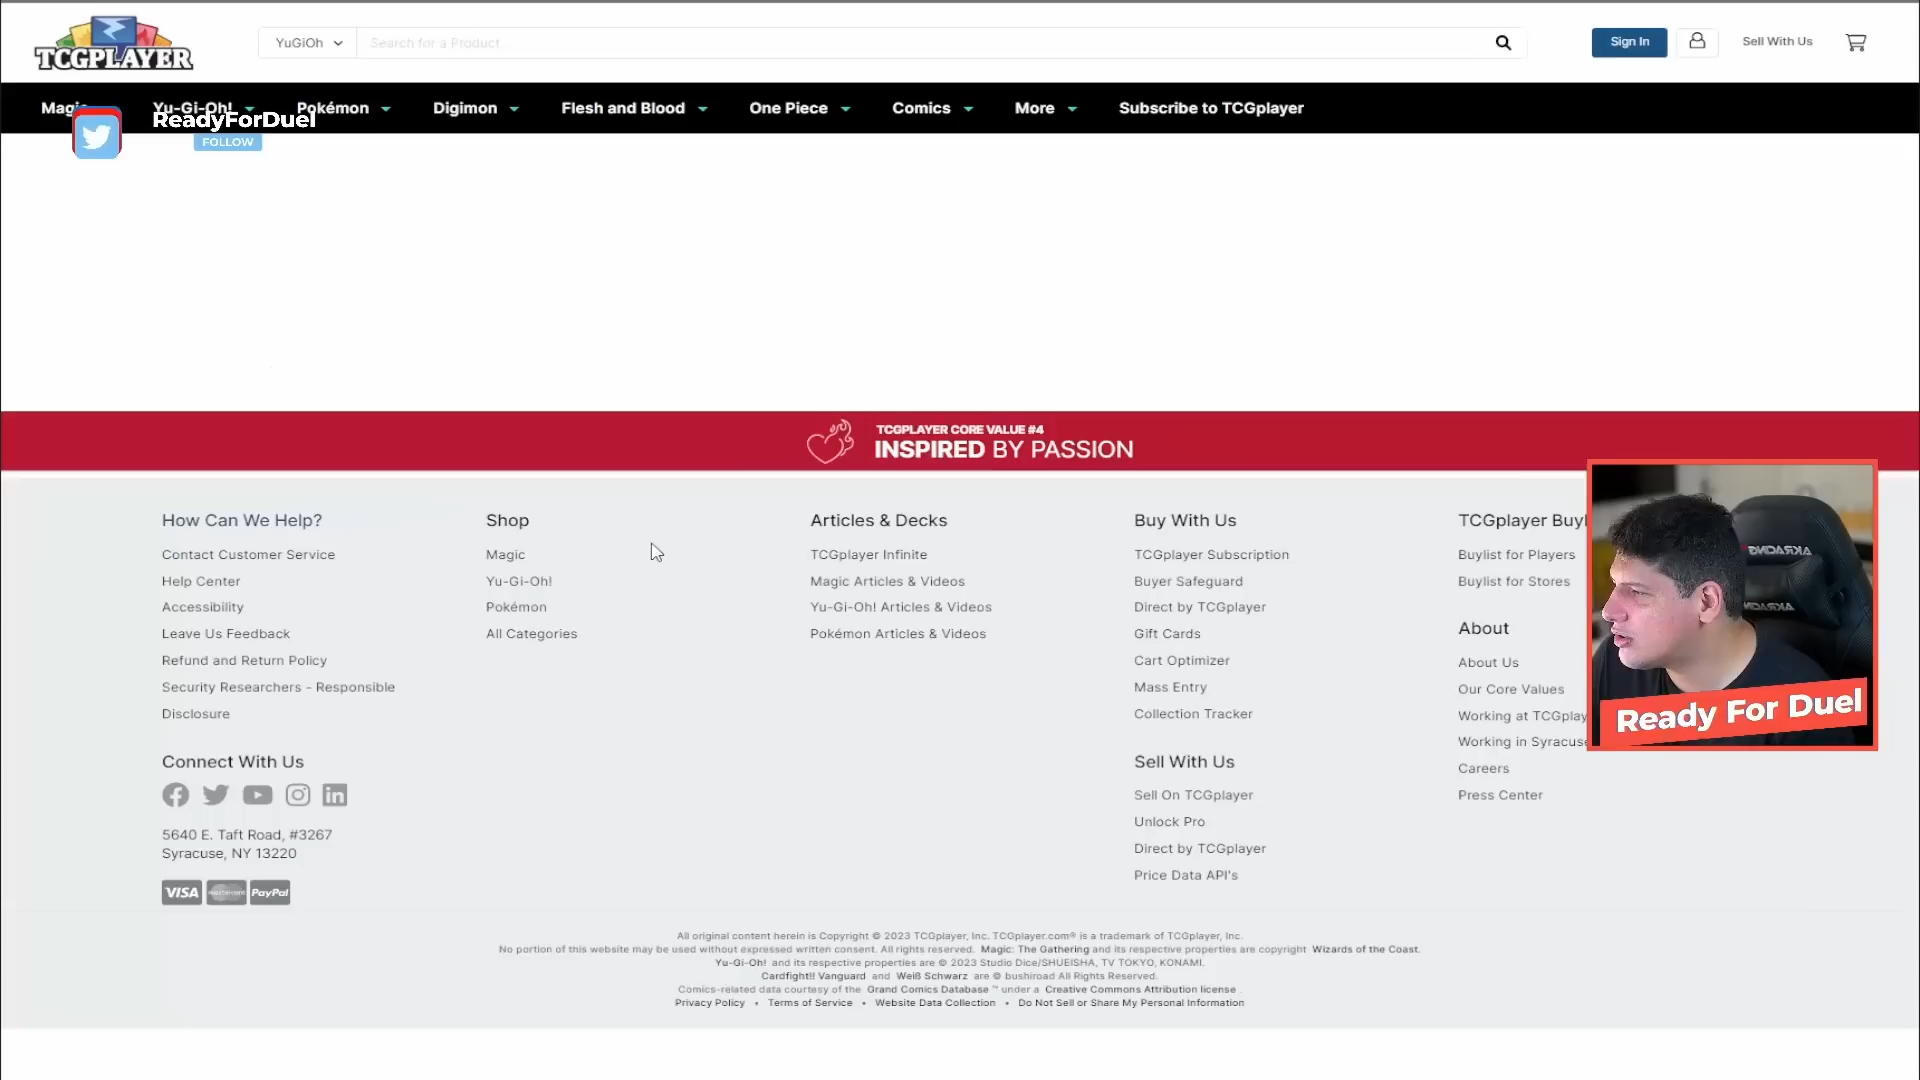 TCGPLAYER
YuGiOh
Search for a Product
Sign In
Sell With Us
Magic
Yu-Gi-Oh!
Pokémon
Digimon
Flesh and Blood
One Piece
Comics
More
Subscribe to TCGplayer
ReadyForDuel
FOLLOW
TCGPLAYER CORE VALUE #4
INSPIRED BY PASSION
How Can We Help?
Contact Customer Service
Help Center
Accessibility
Leave Us Feedback
Refund and Return Policy
Security Researchers - Responsible
Disclosure
Connect With Us
5640 E. Taft Road, #3267
Syracuse, NY 13220
VISA
PayPal
Shop
Magic
Yu-Gi-Oh!
Pokémon
All Categories
Articles & Decks
TCGplayer Infinite
Magic Articles & Videos
Yu-Gi-Oh! Articles & Videos
Pokémon Articles & Videos
Buy With Us
TCGplayer Subscription
Buyer Safeguard
Direct by TCGplayer
Gift Cards
Cart Optimizer
Mass Entry
Collection Tracker
Sell With Us
Sell On TCGplayer
Unlock Pro
Direct by TCGplayer
Price Data API's
TCGplayer Buyl
Buylist for Players
Buylist for Stores
About
About Us
Our Core Values
Working at TCGplay
Working in Syracuse
Careers
Press Center
AKRACING
AKRACING
Ready For Duel
All original content herein is Copyright © 2023 TCGplayer, Inc. TCGplayer.com® is a trademark of TCGplayer, Inc.
No portion of this website may be used without expressed written consent. All rights reserved. Magic: The Gathering and its respective properties are copyright Wizards of the Coast.
Yu-Gi-Oh! and its respective properties are © 2023 Studio Dice/SHUEISHA, TV TOKYO, KONAMI.
Cardfight!! Vanguard and Weiß Schwarz are © bushiroad All Rights Reserved.
Comics-related data courtesy of the Grand Comics Database ™ under a Creative Commons Attribution license .
Privacy Policy • Terms of Service • Website Data Collection • Do Not Sell or Share My Personal Information